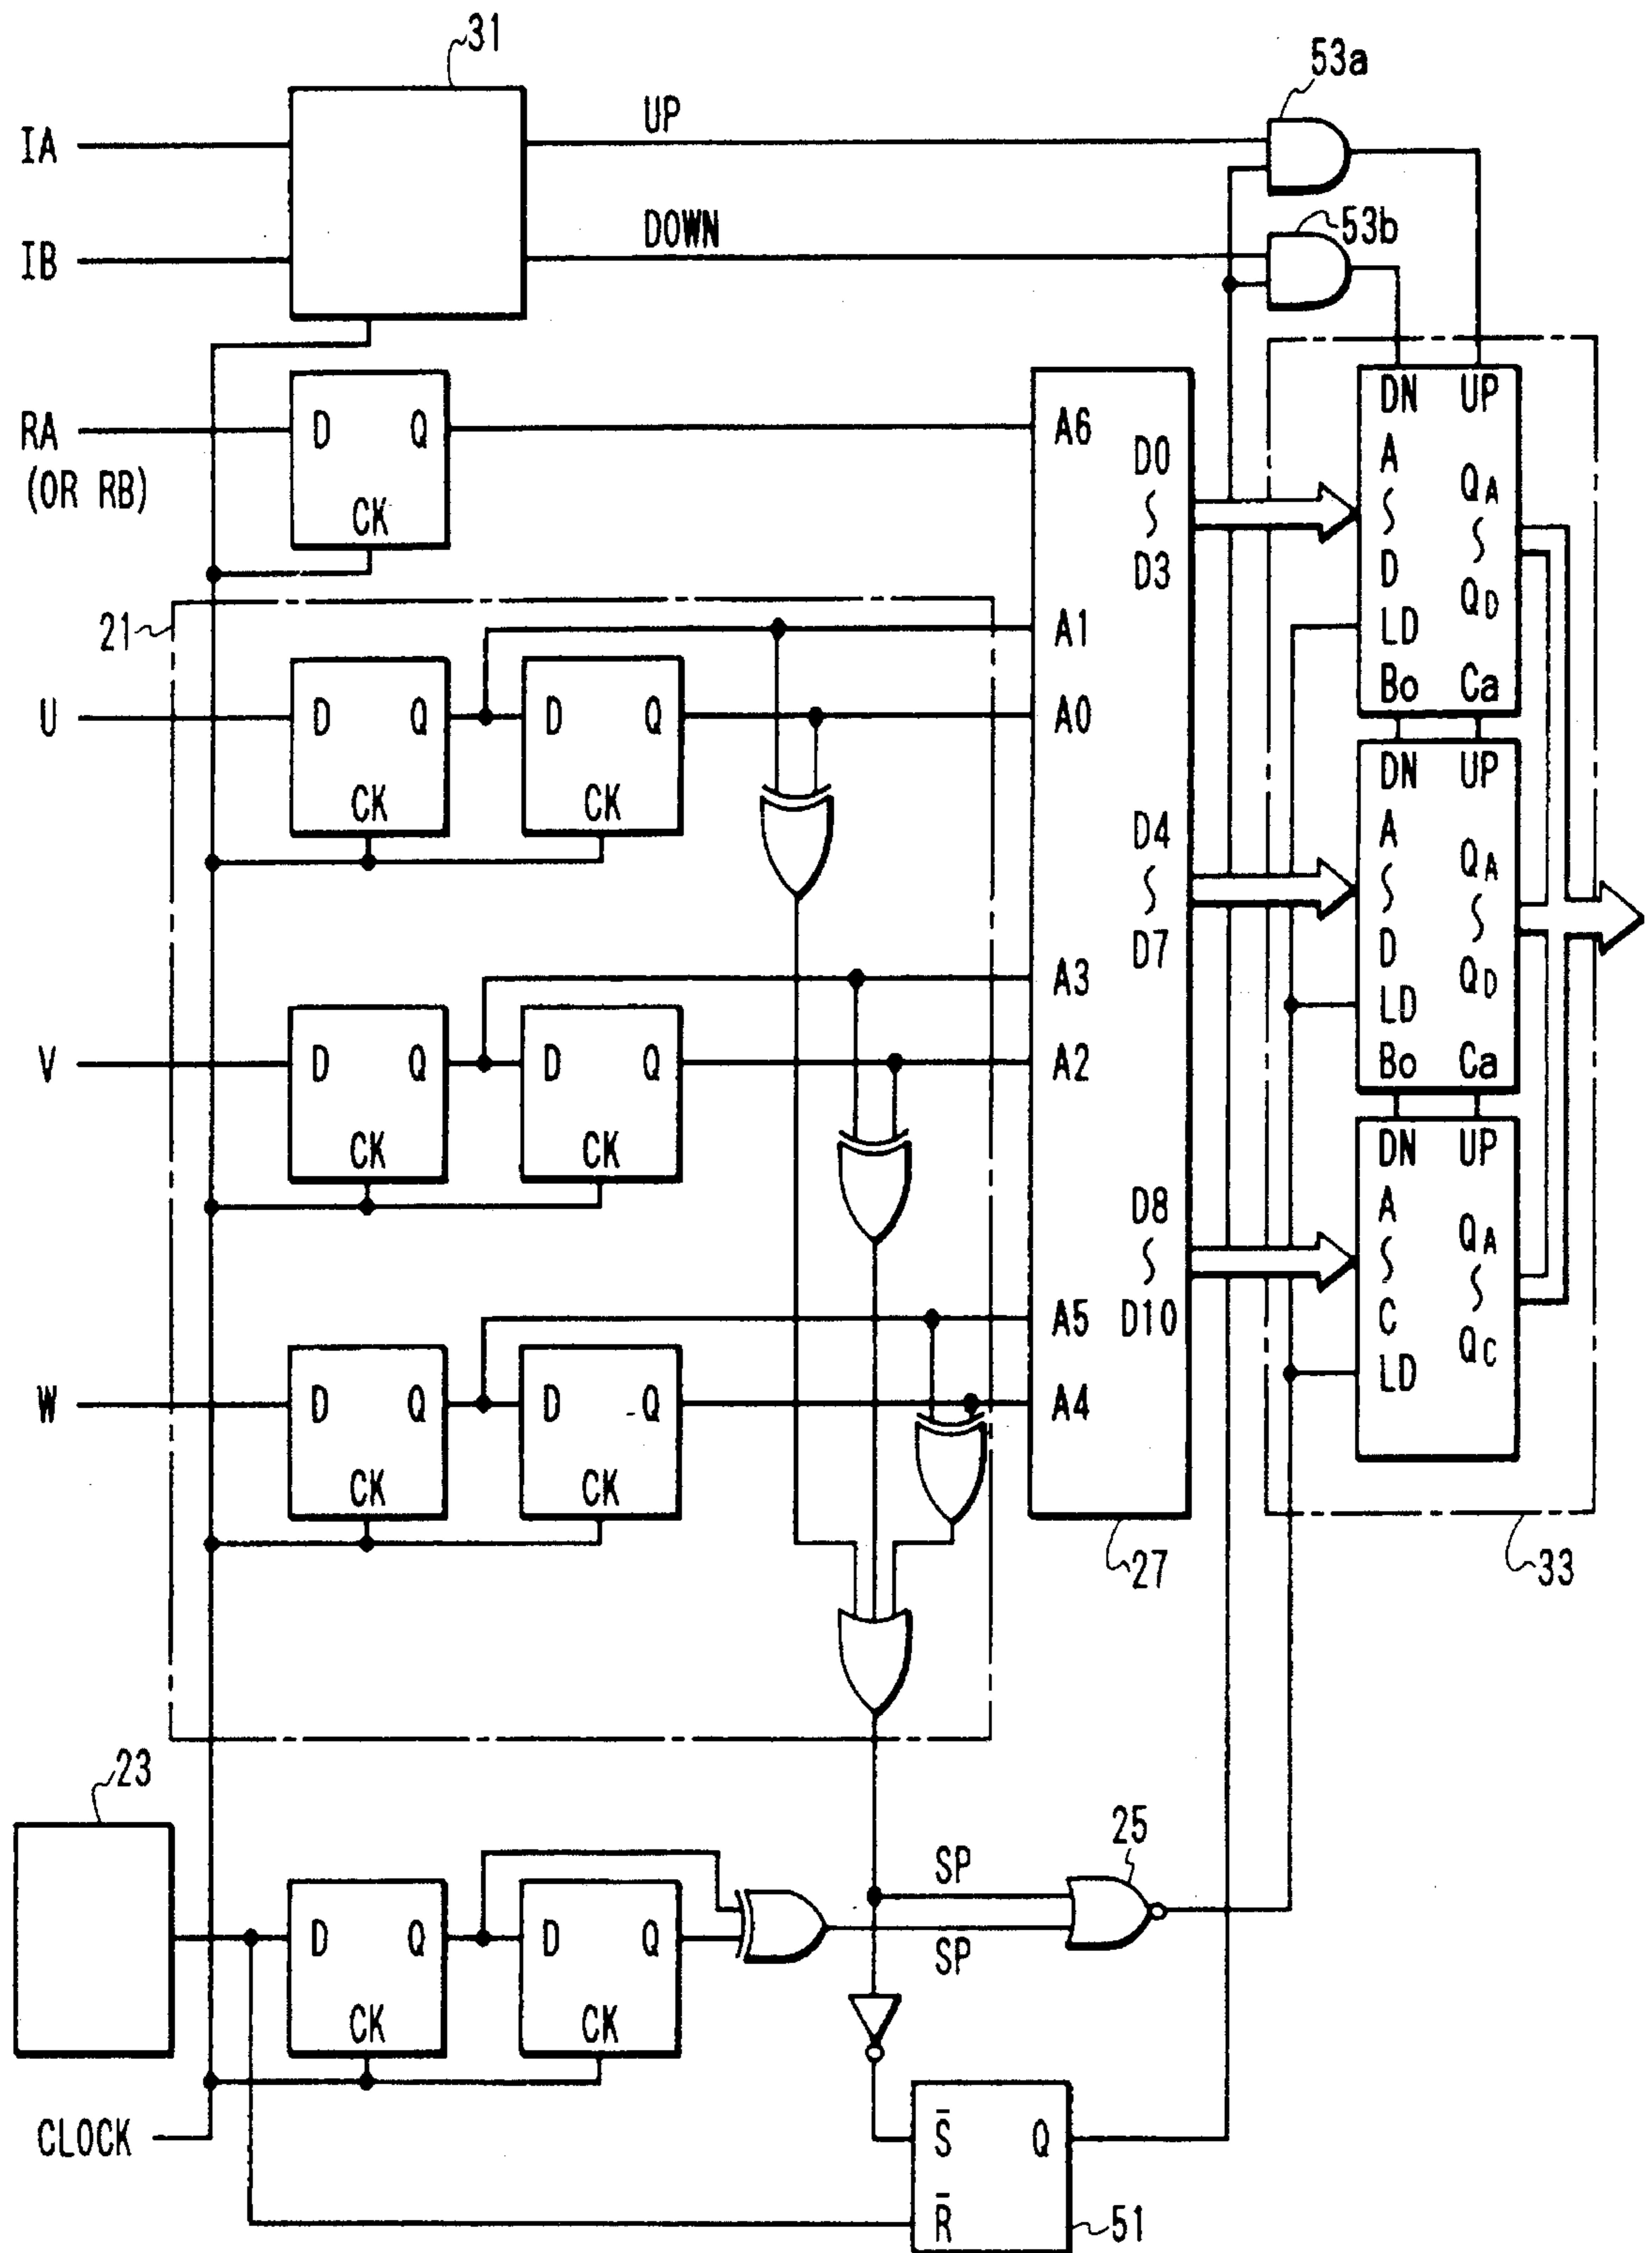 31
53a
IA
UP
IB
DOWN
53b
RA
(OR RB)
D Q
CK
A6
D0
D3
DN UP
A
D
LD
Bo Ca
QA
QD
21
U
D Q
CK
D Q
CK
A1
A0
DN UP
A
D
LD
Bo Ca
QA
QD
D4
D7
V
D Q
CK
D Q
CK
A3
A2
DN UP
A
C
LD
QA
QC
D8
D10
W
D Q
CK
D Q
CK
A5
A4
27
33
23
D Q
CK
D Q
CK
SP
SP
25
CLOCK
S̄ Q
R̄
51